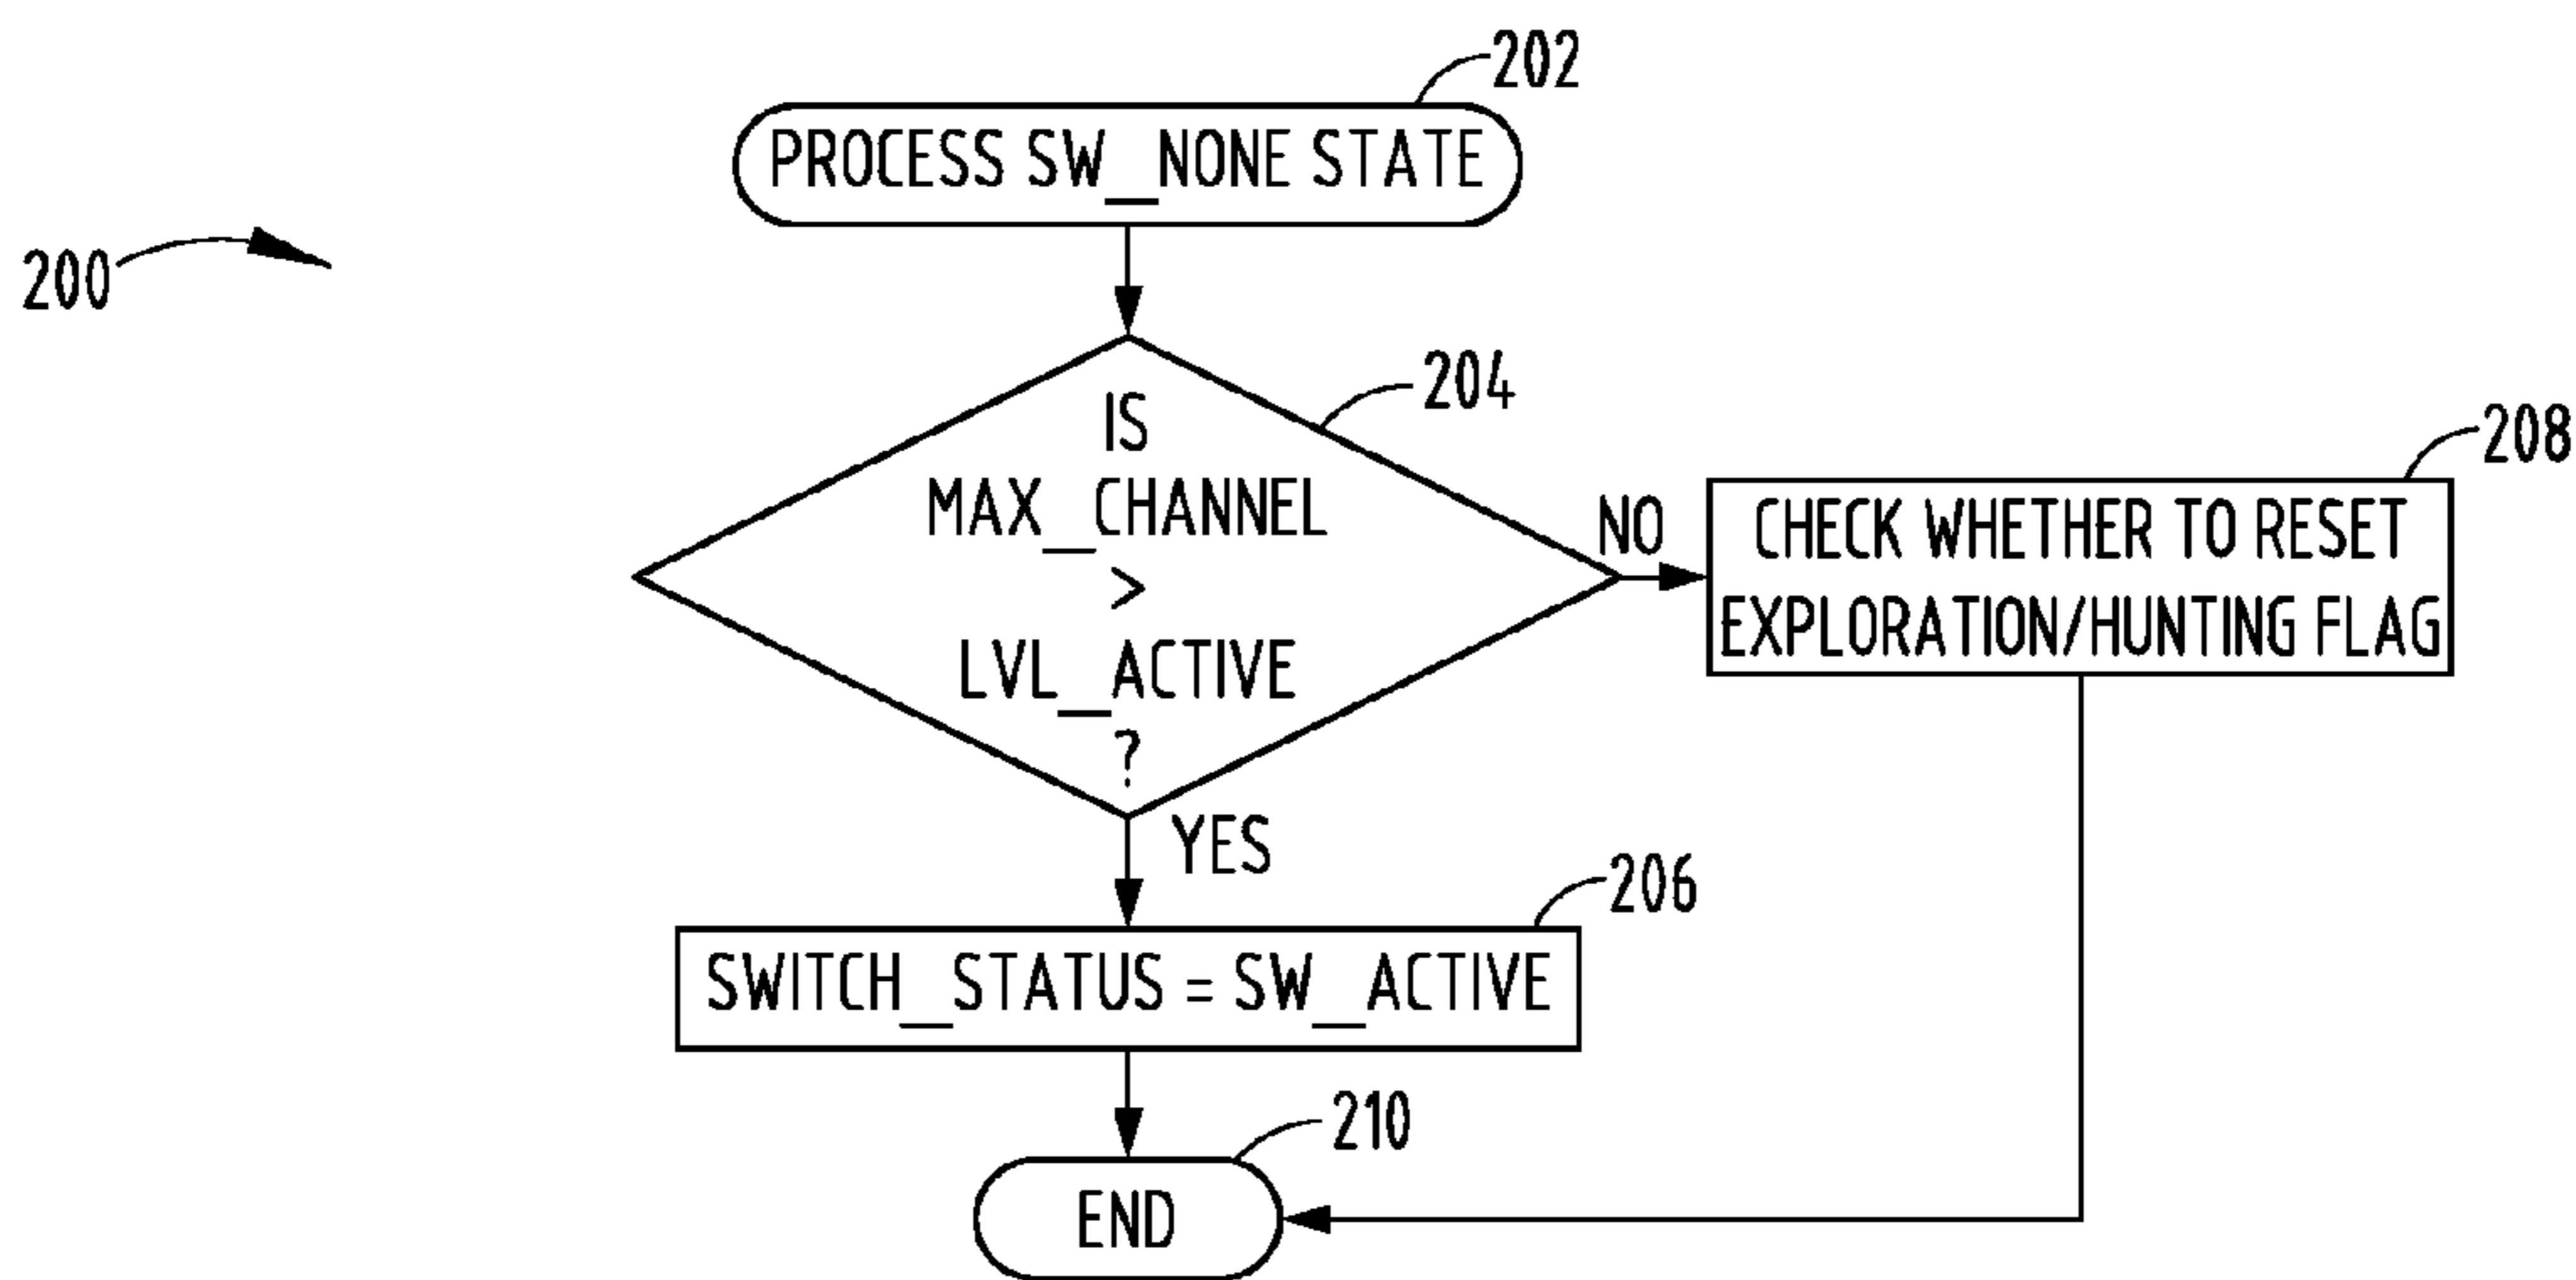 202
PROCESS SW_NONE STATE
200
204
IS
MAX_CHANNEL
>
LVL_ACTIVE
?
NO
208
CHECK WHETHER TO RESET
EXPLORATION/HUNTING FLAG
YES
206
SWITCH_STATUS = SW_ACTIVE
210
END